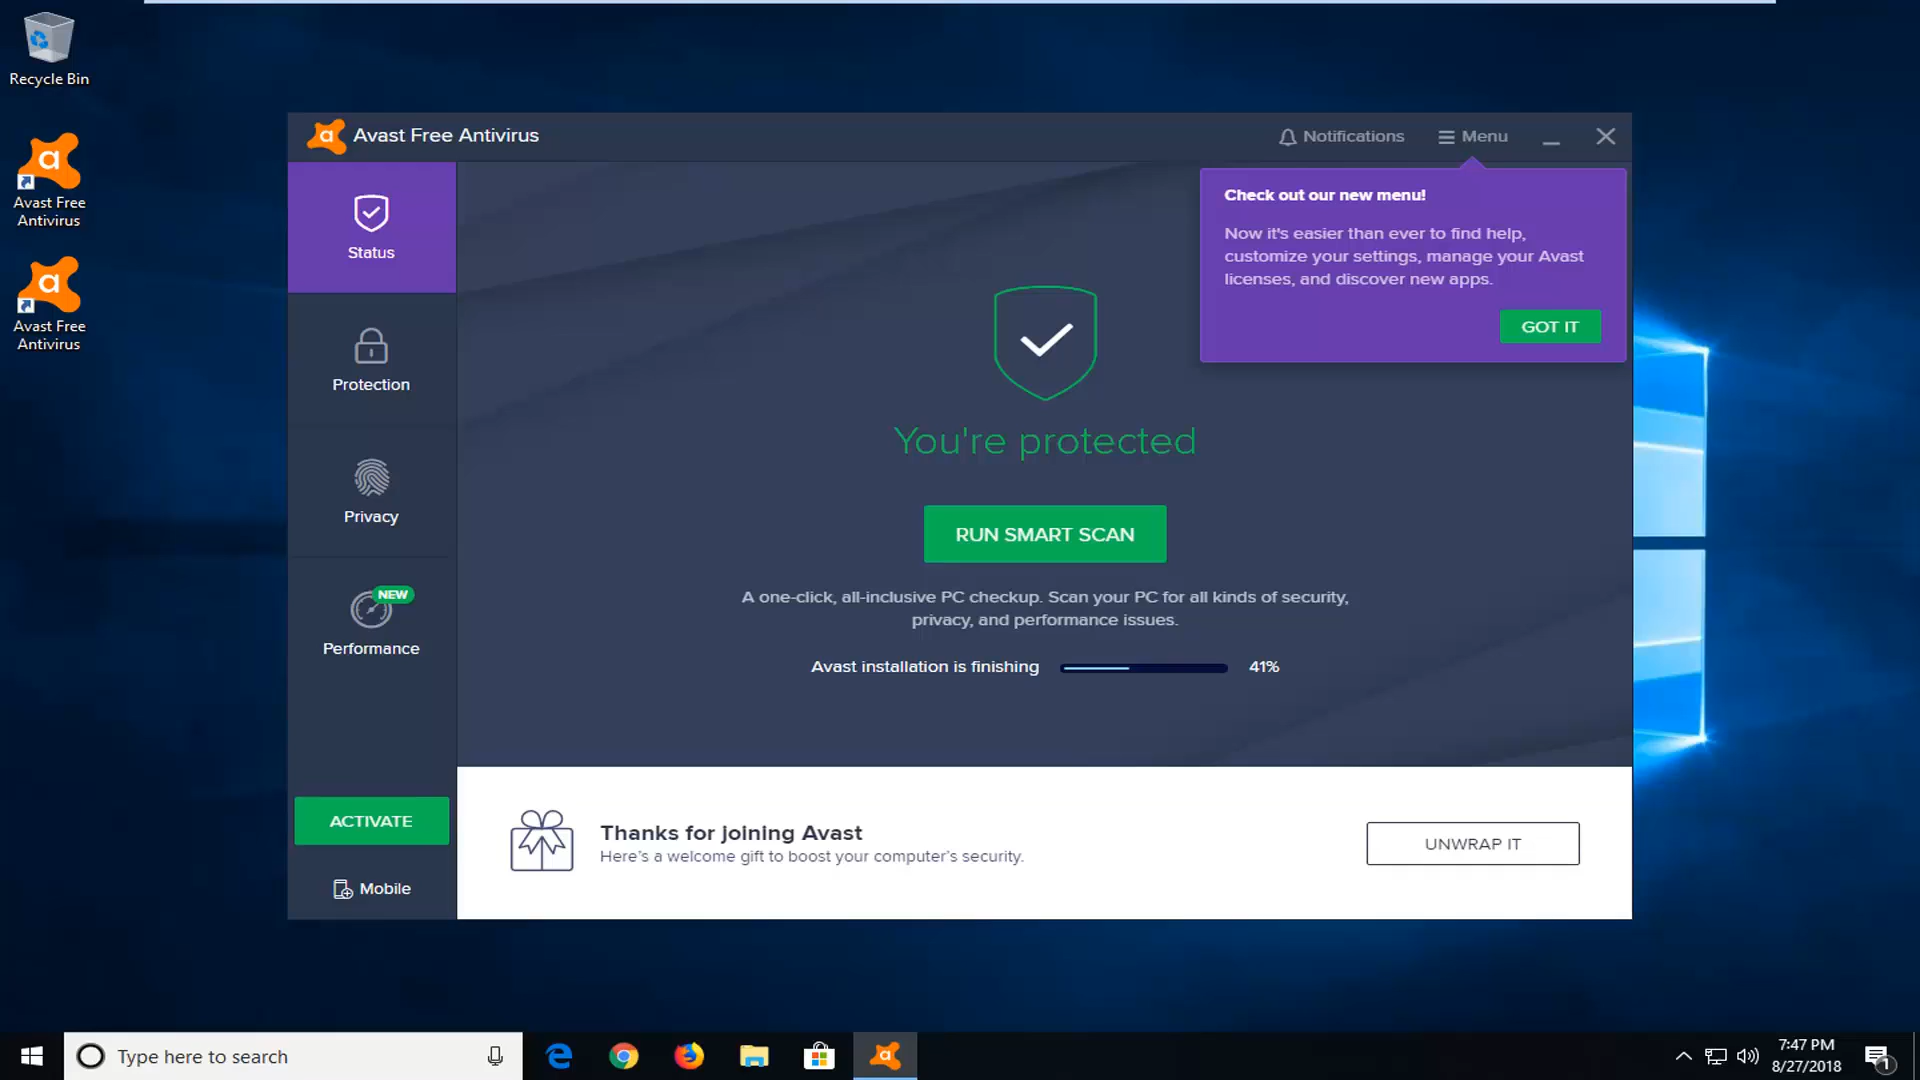 Recycle Bin
Avast Free
Antivirus
Avast Free
Antivirus
Avast Free Antivirus
Notifications
Menu
Status
Protection
Privacy
NEW
Performance
ACTIVATE
Mobile
Check out our new menu!
Now it's easier than ever to find help,
customize your settings, manage your Avast
licenses, and discover new apps.
GOT IT
You're protected
RUN SMART SCAN
A one-click, all-inclusive PC checkup. Scan your PC for all kinds of security,
privacy, and performance issues.
Avast installation is finishing 41%
Thanks for joining Avast
Here's a welcome gift to boost your computer's security.
UNWRAP IT
Type here to search
7:47 PM
8/27/2018
1